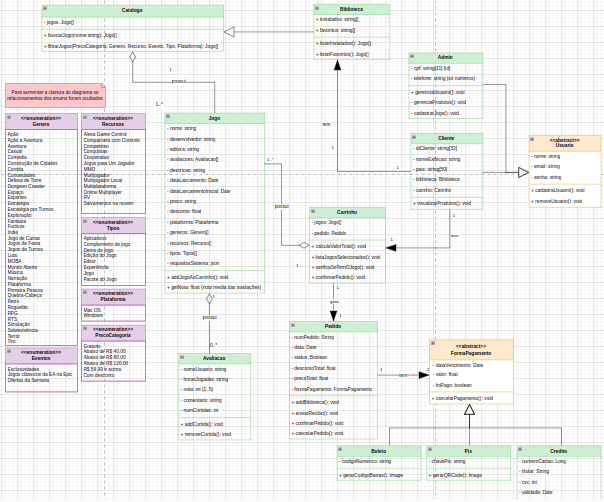 Catalogo
- jogos: Jogo[]
+ buscarJogo(nome:string): Jogo[]
+ filtrarJogos(PrecoCategoria, Genero, Recurso, Evento, Tipo, Plataforma): Jogo[]
Biblioteca
+ instalados: string[]
+ favoritos: string[]
+ listarInstalados(): Jogo[]
+ listarFavoritos(): Jogo[]
Admin
- cpf: string[11] {id}
- telefone: string {so números}
+ gerenciaUsuario(): void
+ gerenciaProdutos(): void
+ cadastrarJogo(): void
possui
1
1..*
Para aumentar a clareza do diagrama os
relacionamentos dos enums foram ocultados
<<enumeration>>
Genero
Ação
Ação e Aventura
Aventura
Casual
Comédia
Construção de Cidades
Corrida
Curiosidades
Defesa de Torre
Dungeon Crawler
Espaço
Esportes
Estratégia
Estratégia por Turnos
Exploração
Fantasia
Furtivos
Indie
Jogo de Cartas
Jogos de Festa
Jogos de Turnos
Luta
MOBA
Mundo Aberto
Música
Narração
Plataforma
Primeira Pessoa
Quebra-Cabeça
Retro
Roguelite
RPG
RTS
Simulação
Sobrevivência
Terror
Tiro
<<enumeration>>
Eventos
Exclusividades
Jogos clássicos da EA na Epic
Ofertas da Semana
<<enumeration>>
Recursos
Alexa Game Control
Compatível com Controle
Competitivo
Conquistas
Cooperativo
Jogos para Um Jogador
MMO
Multijogador
Multijogador Local
Multiplataforma
Online Multiplayer
RV
Salvamentos na nuvem
<<enumeration>>
Tipos
Aplicativos
Complemento de jogo
Demo do jogo
Edição do Jogo
Editor
Experiência
Jogo
Pacote do Jogo
<<enumeration>>
Plataforma
Mac OS
Windows
<<enumeration>>
PrecoCategoria
Gratuito
Abaixo de R$ 40,00
Abaixo de R$ 80,00
Abaixo de R$ 120,00
R$ 59,99 e acima
Com desconto
Jogo
- nome: string
- desenvolvedor: string
- editora: string
- avaliacoes: Avaliacao[]
- descricao: string
- dataLancamento: Date
- dataLancamentoInicial: Date
- preco: string
- desconto: float
- plataforma: Plataforma
- generos: Genero[]
- recursos: Recurso[]
- tipos: Tipos[]
- requisitosSistema: json
+ addJogoAoCarrinho(): void
+ getNota: float {nota media das avaliações}
1..*
possui
1
possui
0..*
Avaliacao
- nomeUsuario: string
- horasJogadas: string
- nota: int {1..5}
- comentario: string
- numCurtidas: int
+ addCurtida(): void
+ removeCurtida(): void
tem
1
1
Cliente
- idCliente: string[32]
- nomeExibicao: string
- pais: string[50]
- biblioteca: Biblioteca
- carrinho: Carrinho
+ visualizarProdutos(): void
<<abstract>>
Usuario
- nome: string
- email: string
- senha: string
+ cadastraUsuario(): void
+ removeUsuario(): void
1
tem
1
Carrinho
- jogos: Jogo[]
- pedido: Pedido
+ calculaValorTotal(): void
+ listaJogosSelecionados(): void
+ verificaSeTemOJogo(): void
+ confirmarPedido(): void
1
1
gera
1
Pedido
- numPedido: String
- data: Date
- status: Boolean
- descontoTotal: float
- precoTotal: float
- formaPagamento: FormaPagamento
+ addBiblioteca(): void
+ enviarRecibo(): void
+ confirmarPedido(): void
+ cancelarPedido(): void
1
tem
1
<<abstract>>
FormaPagamento
- dataVencimento: Date
- valor: float
- foiPago: boolean
+ cancelarPagamento(): void
Boleto
- codigoNumerico: string
+ gerarCodigoBarras(): Image
Pix
- chavePix: string
+ gerarQRCode(): Image
Credito
- numeroCartao: Long
- titular: String
- cvc: int
- validade: Date